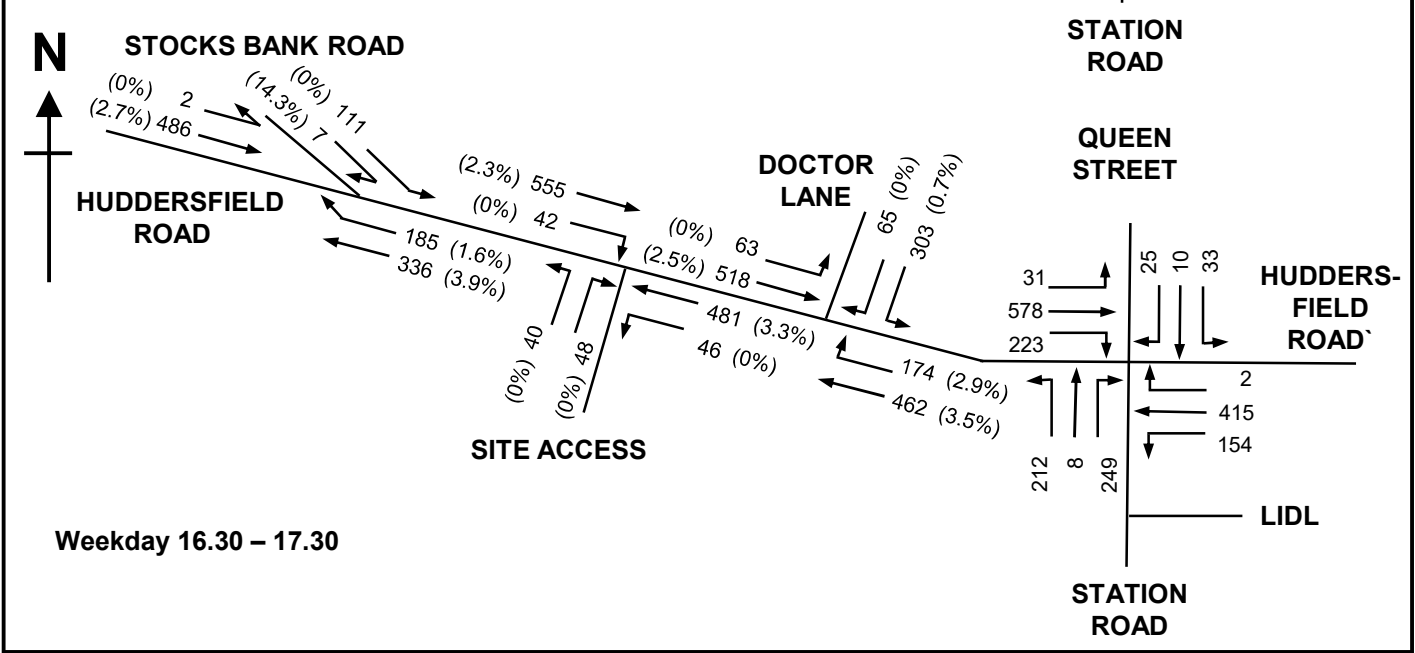 STATION
ROAD
N
STOCKS BANK ROAD
(0%) 2
(2.7%) 486
(14.3%) 7
(0%) 111
HUDDERSFIELD
ROAD
185 (1.6%)
336 (3.9%)
(2.3%) 555
(0%) 42
(0%) 40
(0%) 48
SITE ACCESS
481 (3.3%)
46 (0%)
DOCTOR
LANE
(0%) 63
(2.5%) 518
65 (0%)
303 (0.7%)
174 (2.9%)
462 (3.5%)
QUEEN
STREET
31
578
223
25
10
33
HUDDERS-
FIELD
ROAD`
2
415
154
212
8
249
LIDL
Weekday 16.30 – 17.30
STATION
ROAD